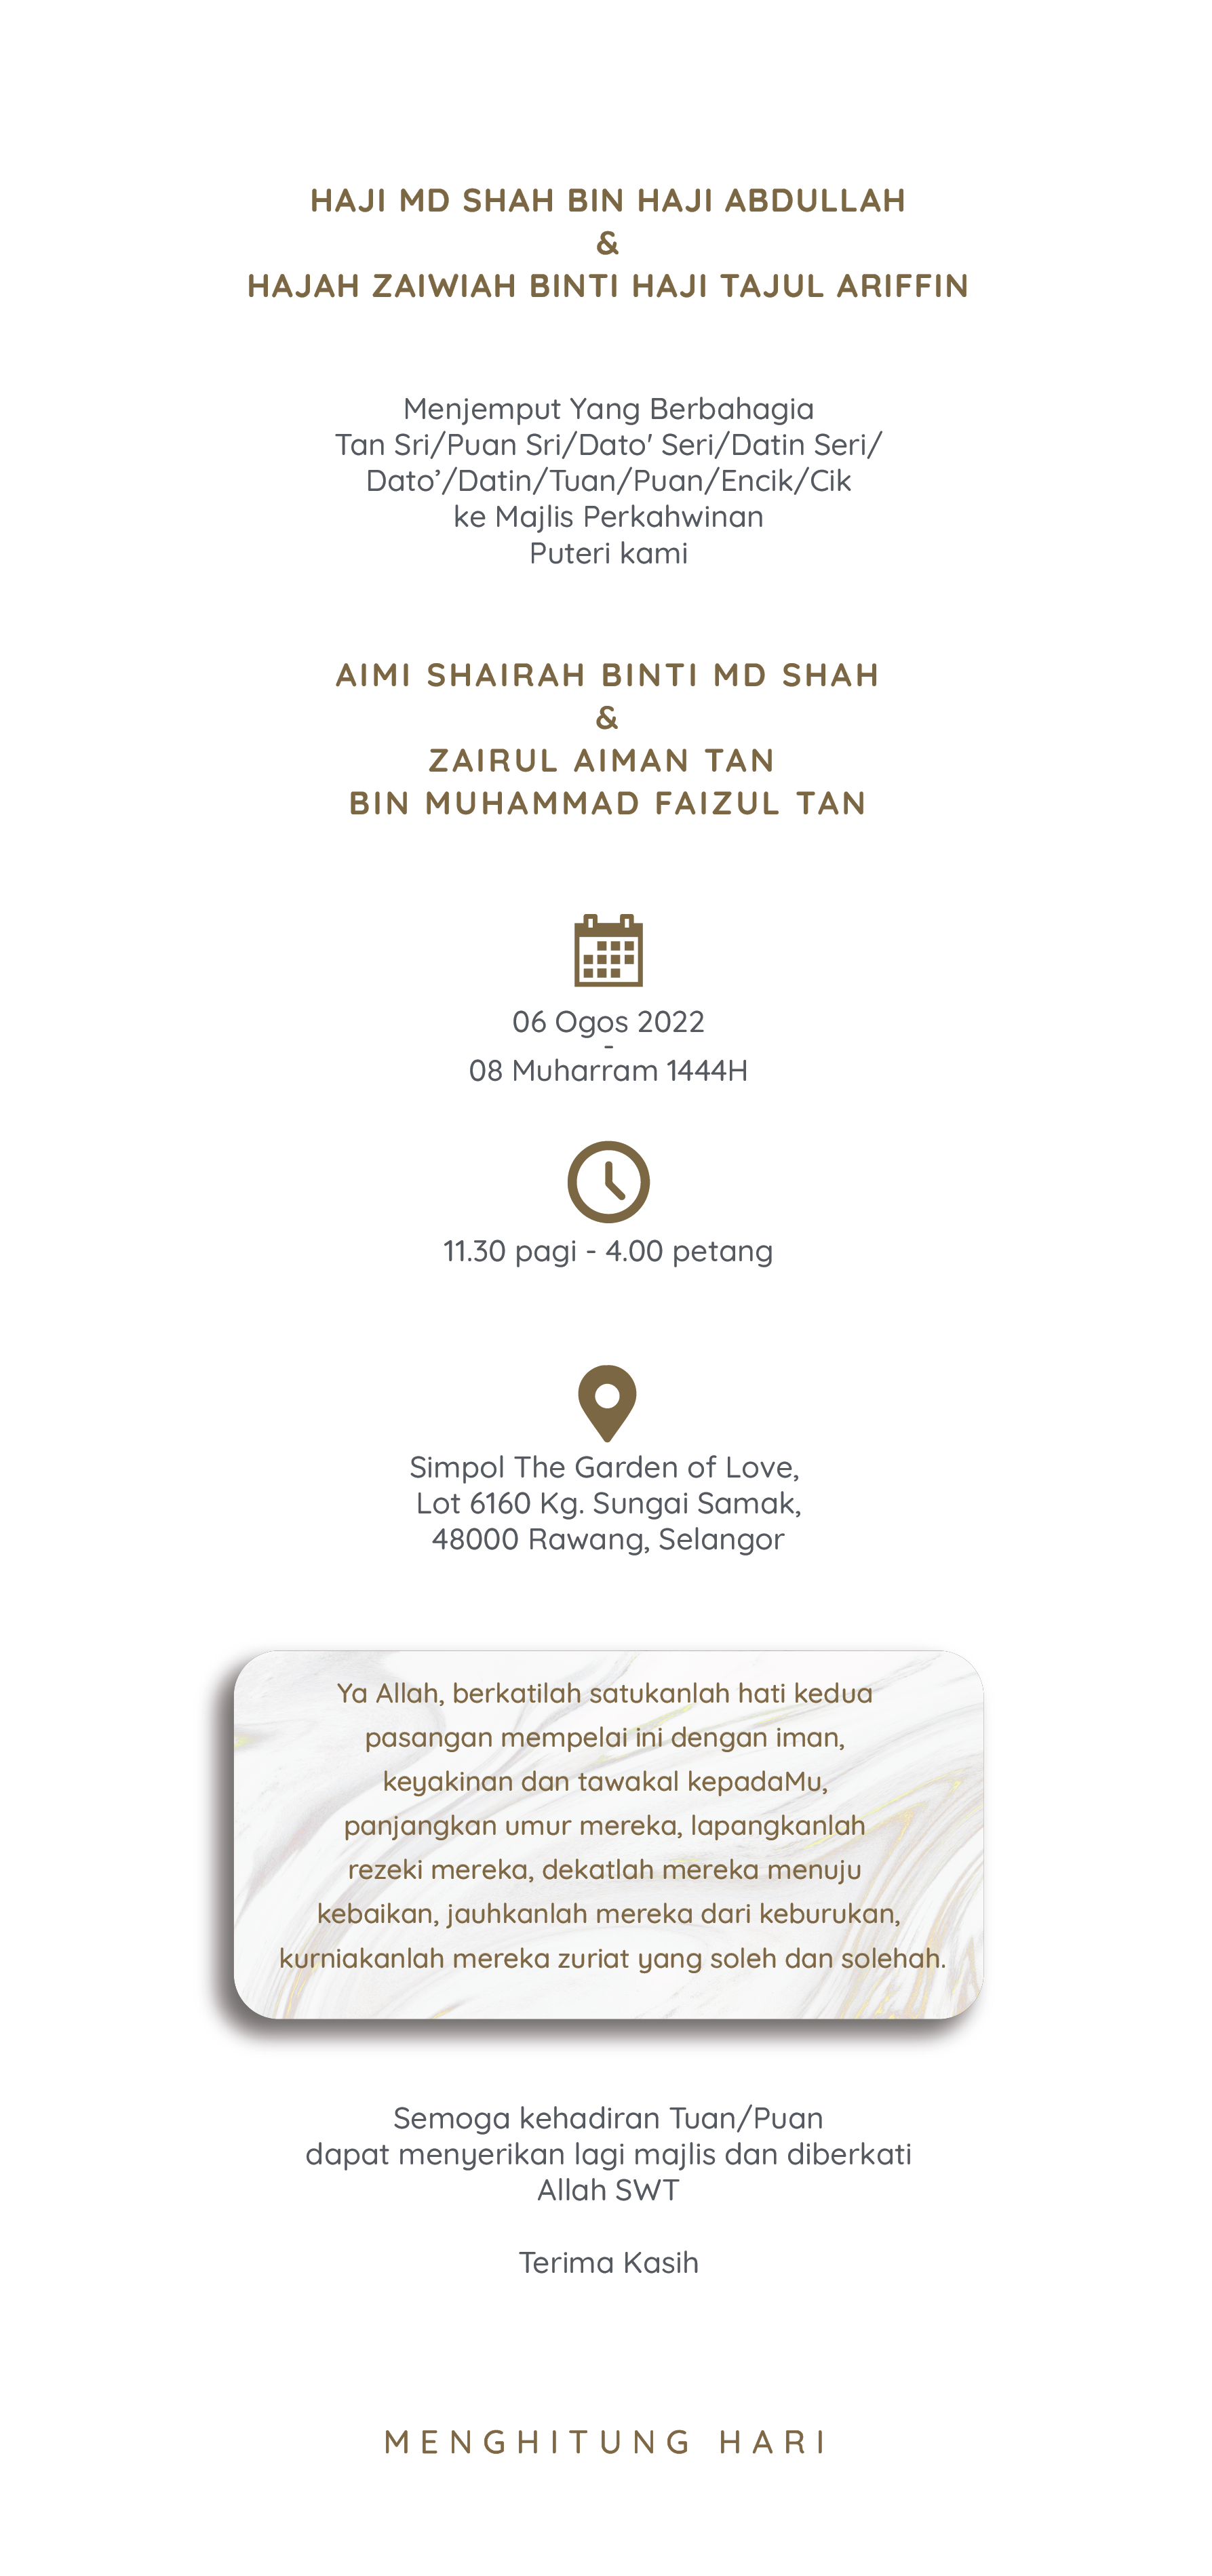 HAJI MD SHAH BIN HAJI ABDULLAH
&
HAJAH ZAIWIAH BINTI HAJI TAJUL ARIFFIN
Menjemput Yang Berbahagia
Tan Sri/Puan Sri/Dato' Seri/Datin Seri/
Dato’/Datin/Tuan/Puan/Encik/Cik
ke Majlis Perkahwinan
Puteri kami
AIMI SHAIRAH BINTI MD SHAH
&
ZAIRUL AIMAN TAN
BIN MUHAMMAD FAIZUL TAN
06 Ogos 2022
-
08 Muharram 1444H
11.30 pagi - 4.00 petang
Simpol The Garden of Love,
Lot 6160 Kg. Sungai Samak,
48000 Rawang, Selangor
Ya Allah, berkatilah satukanlah hati kedua
pasangan mempelai ini dengan iman,
keyakinan dan tawakal kepadaMu,
panjangkan umur mereka, lapangkanlah
rezeki mereka, dekatlah mereka menuju
kebaikan, jauhkanlah mereka dari keburukan,
kurniakanlah mereka zuriat yang soleh dan solehah.
Semoga kehadiran Tuan/Puan
dapat menyerikan lagi majlis dan diberkati
Allah SWT
Terima Kasih
MENGHITUNG HARI